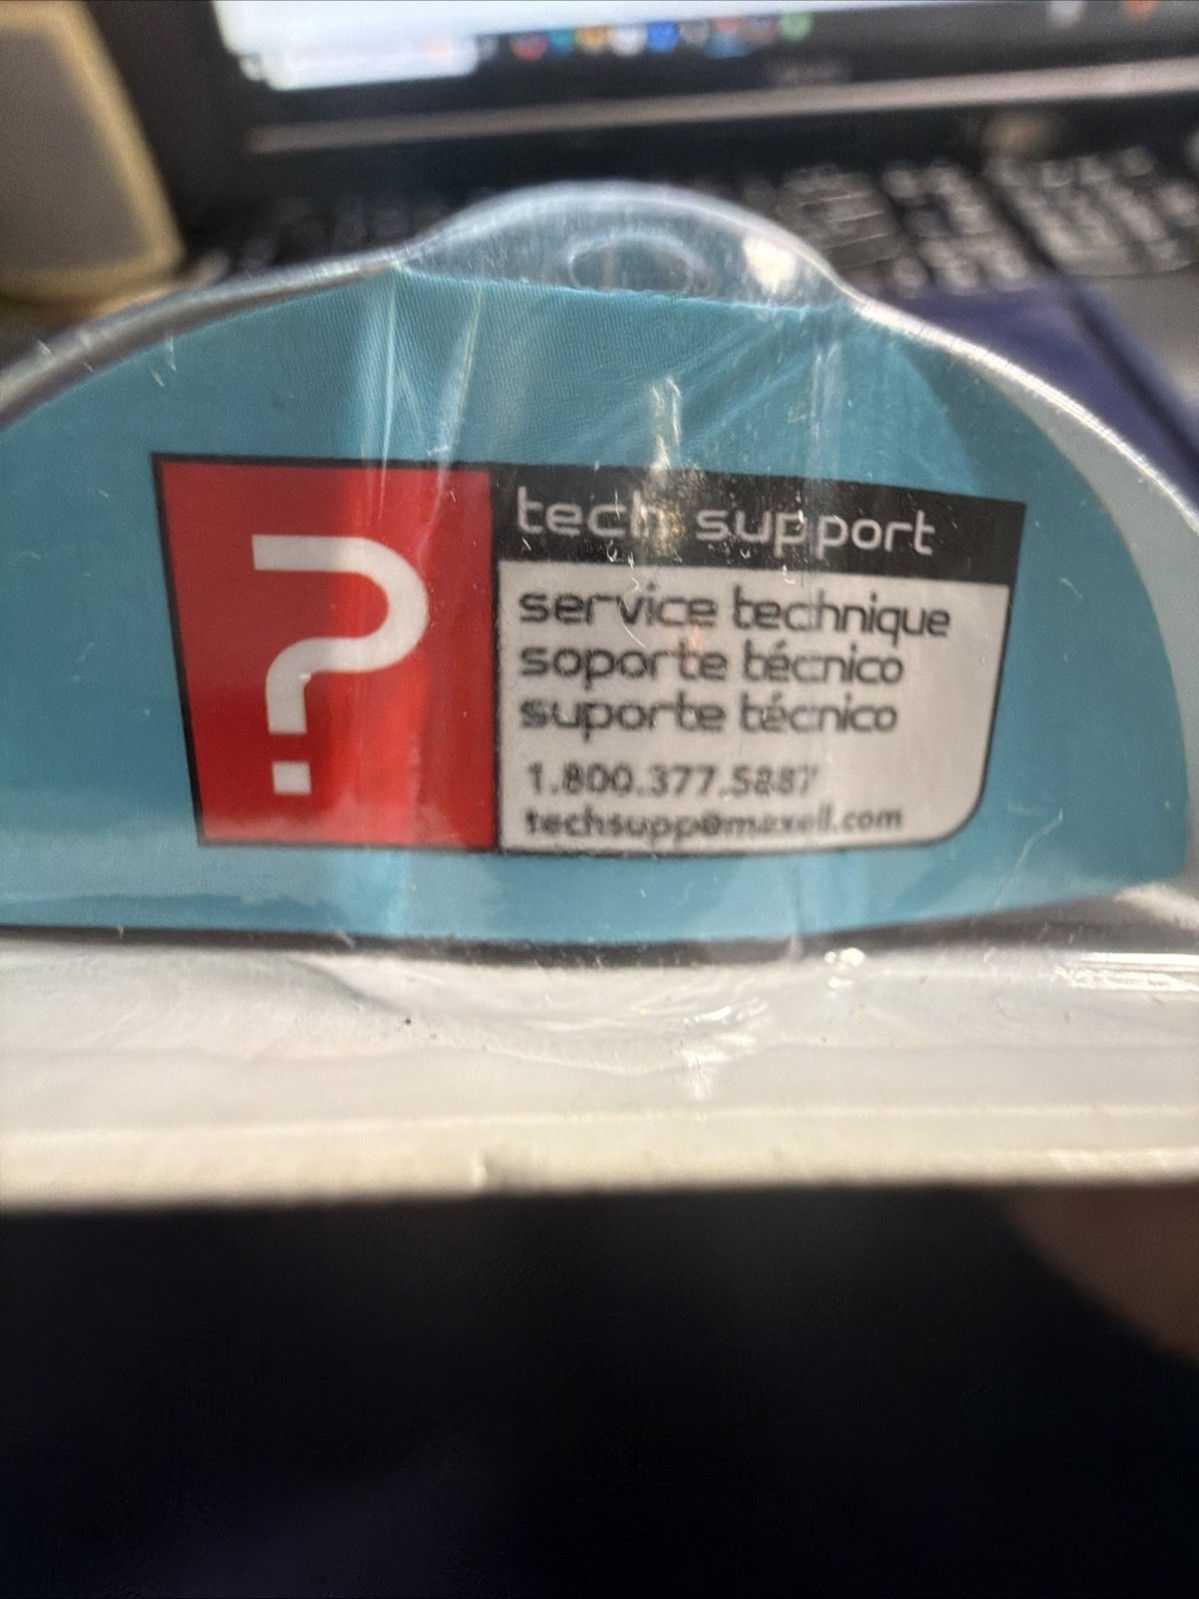 ?
tech support
service technique
soporte técnico
suporte técnico
1.800.377.5887
techsupp@maxell.com